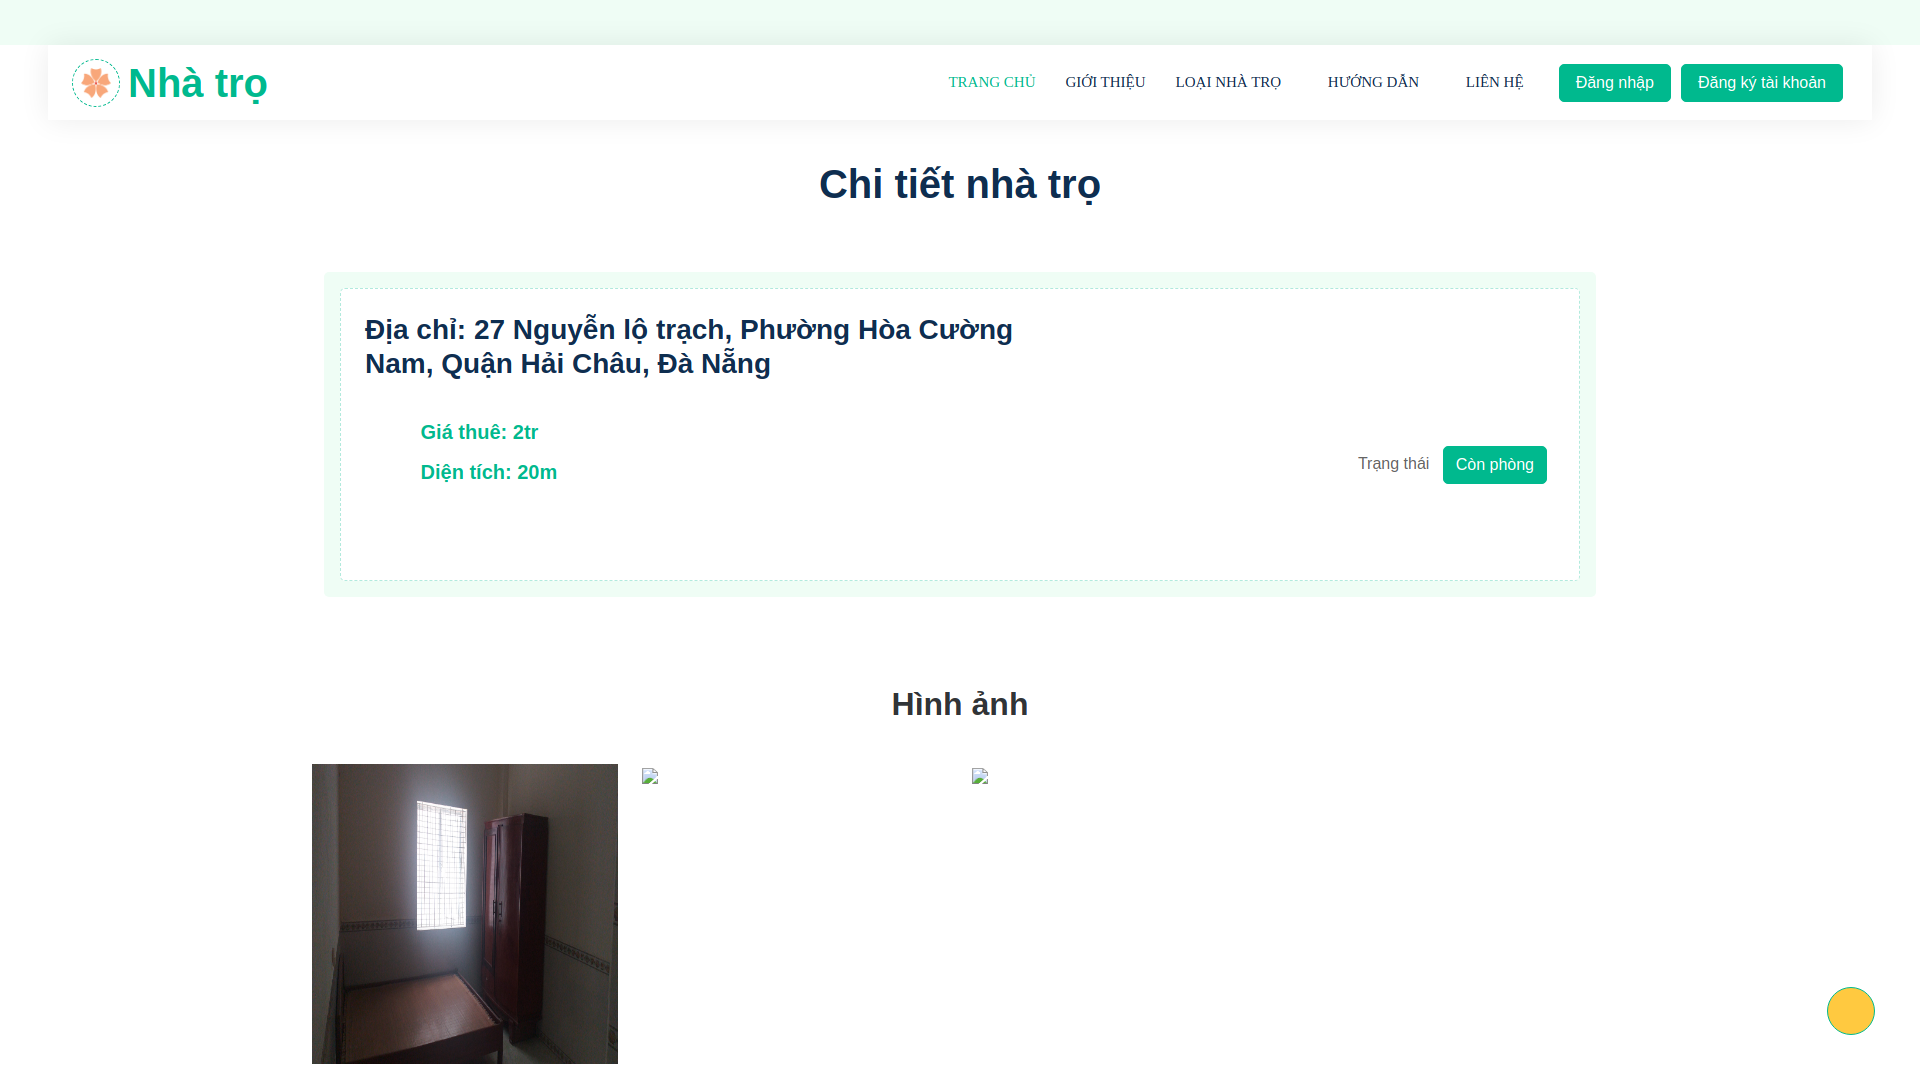 Nhà trọ
TRANG CHỦ
GIỚI THIỆU
LOẠI NHÀ TRỌ
HƯỚNG DẪN
LIÊN HỆ
Đăng nhập
Đăng ký tài khoản
Chi tiết nhà trọ
Địa chỉ: 27 Nguyễn lộ trạch, Phường Hòa Cường
Nam, Quận Hải Châu, Đà Nẵng
Giá thuê: 2tr
Diện tích: 20m
Trạng thái
Còn phòng
Hình ảnh